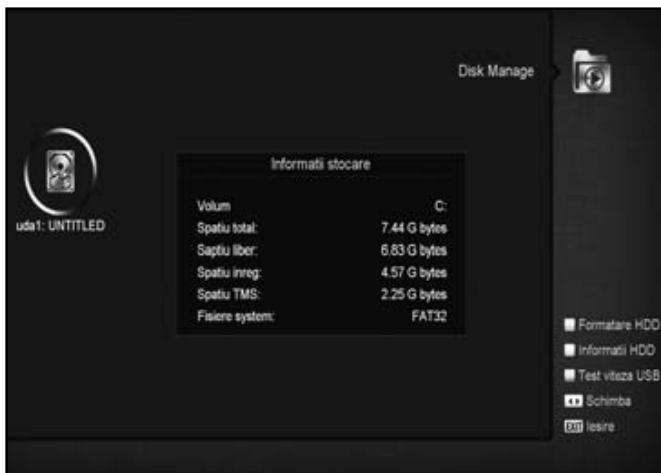 Disk Manage
uda1: UNTITLED
Informatii stocare
Volum C:
Spatiu total: 7.44 G bytes
Saptiu liber: 6.83 G bytes
Spatiu inreg: 4.57 G bytes
Spatiu TMS: 2.25 G bytes
Fisiere system: FAT32
Formatare HDD
Informatii HDD
Test viteza USB
Schimba
EXIT Iesire